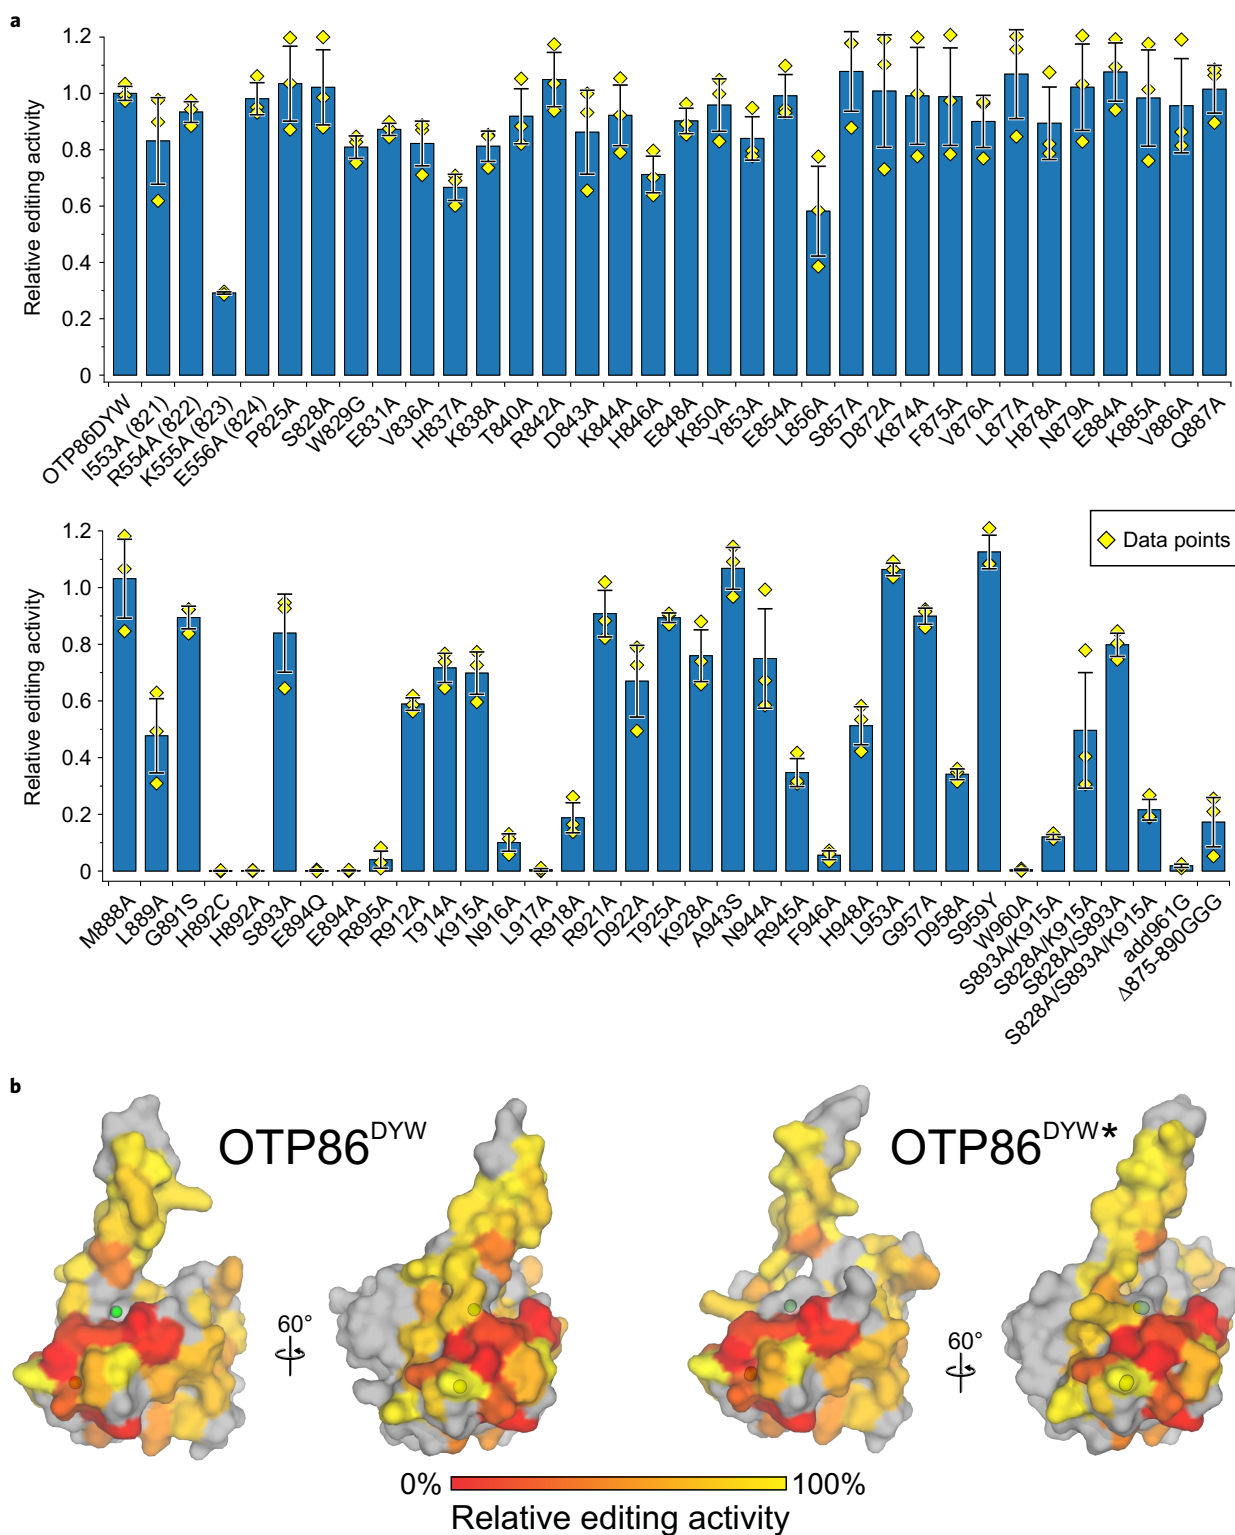 a
Relative editing activity
1.2
1.0
0.8
0.6
0.4
0.2
0
OTP86DYW
I553A (821)
R554A (822)
K555A (823)
E556A (824)
P825A
S828A
W829G
E831A
V836A
H837A
K838A
T840A
R842A
D843A
K844A
H846A
E848A
K850A
Y853A
E854A
L856A
S857A
D872A
K874A
F875A
V876A
L877A
H878A
N879A
E884A
K885A
V886A
Q887A
Data points
Relative editing activity
1.2
1.0
0.8
0.6
0.4
0.2
0
M888A
L889A
G891S
H892C
H892A
S893A
E894Q
E894A
R895A
R912A
T914A
K915A
N916A
L917A
R918A
R921A
D922A
T925A
K928A
A943S
N944A
R945A
F946A
H948A
L953A
G957A
D958A
S959Y
W960A
S893A/K915A
S828A/K915A
S828A/S893A
S828A/S893A/K915A
add961G
Δ875-890GGG
b
OTP86DYW
OTP86DYW*
60°
60°
0% 100%
Relative editing activity